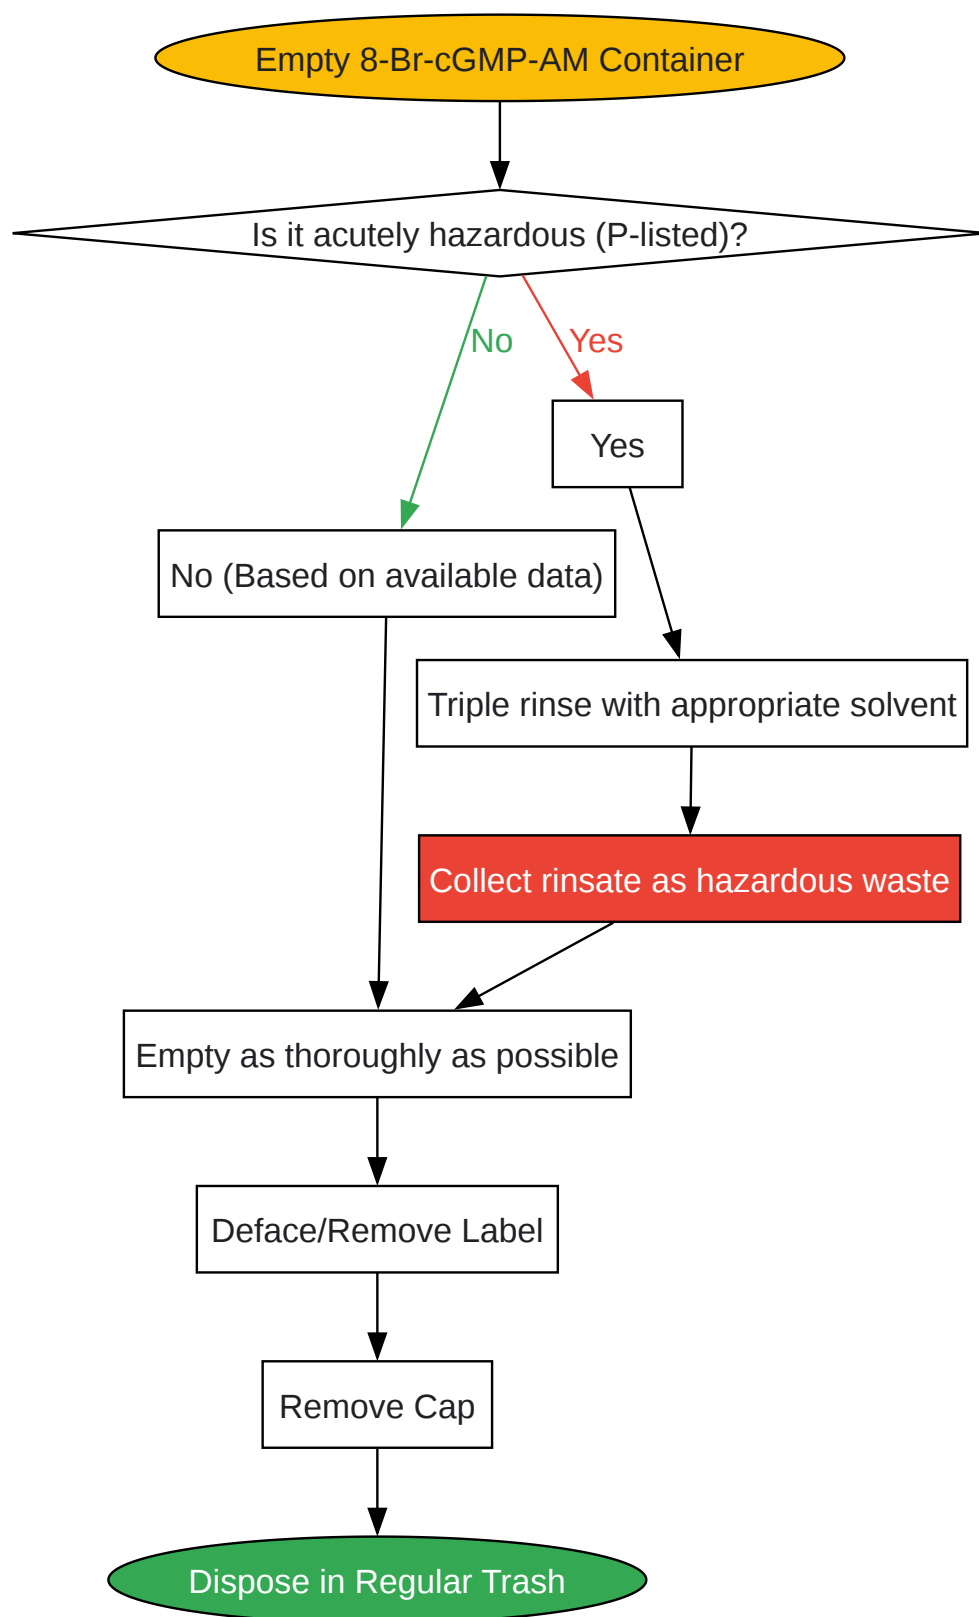 Empty 8-Br-cGMP-AM Container
Is it acutely hazardous (P-listed)?
No
Yes
Yes
No (Based on available data)
Triple rinse with appropriate solvent
Collect rinsate as hazardous waste
Empty as thoroughly as possible
Deface/Remove Label
Remove Cap
Dispose in Regular Trash